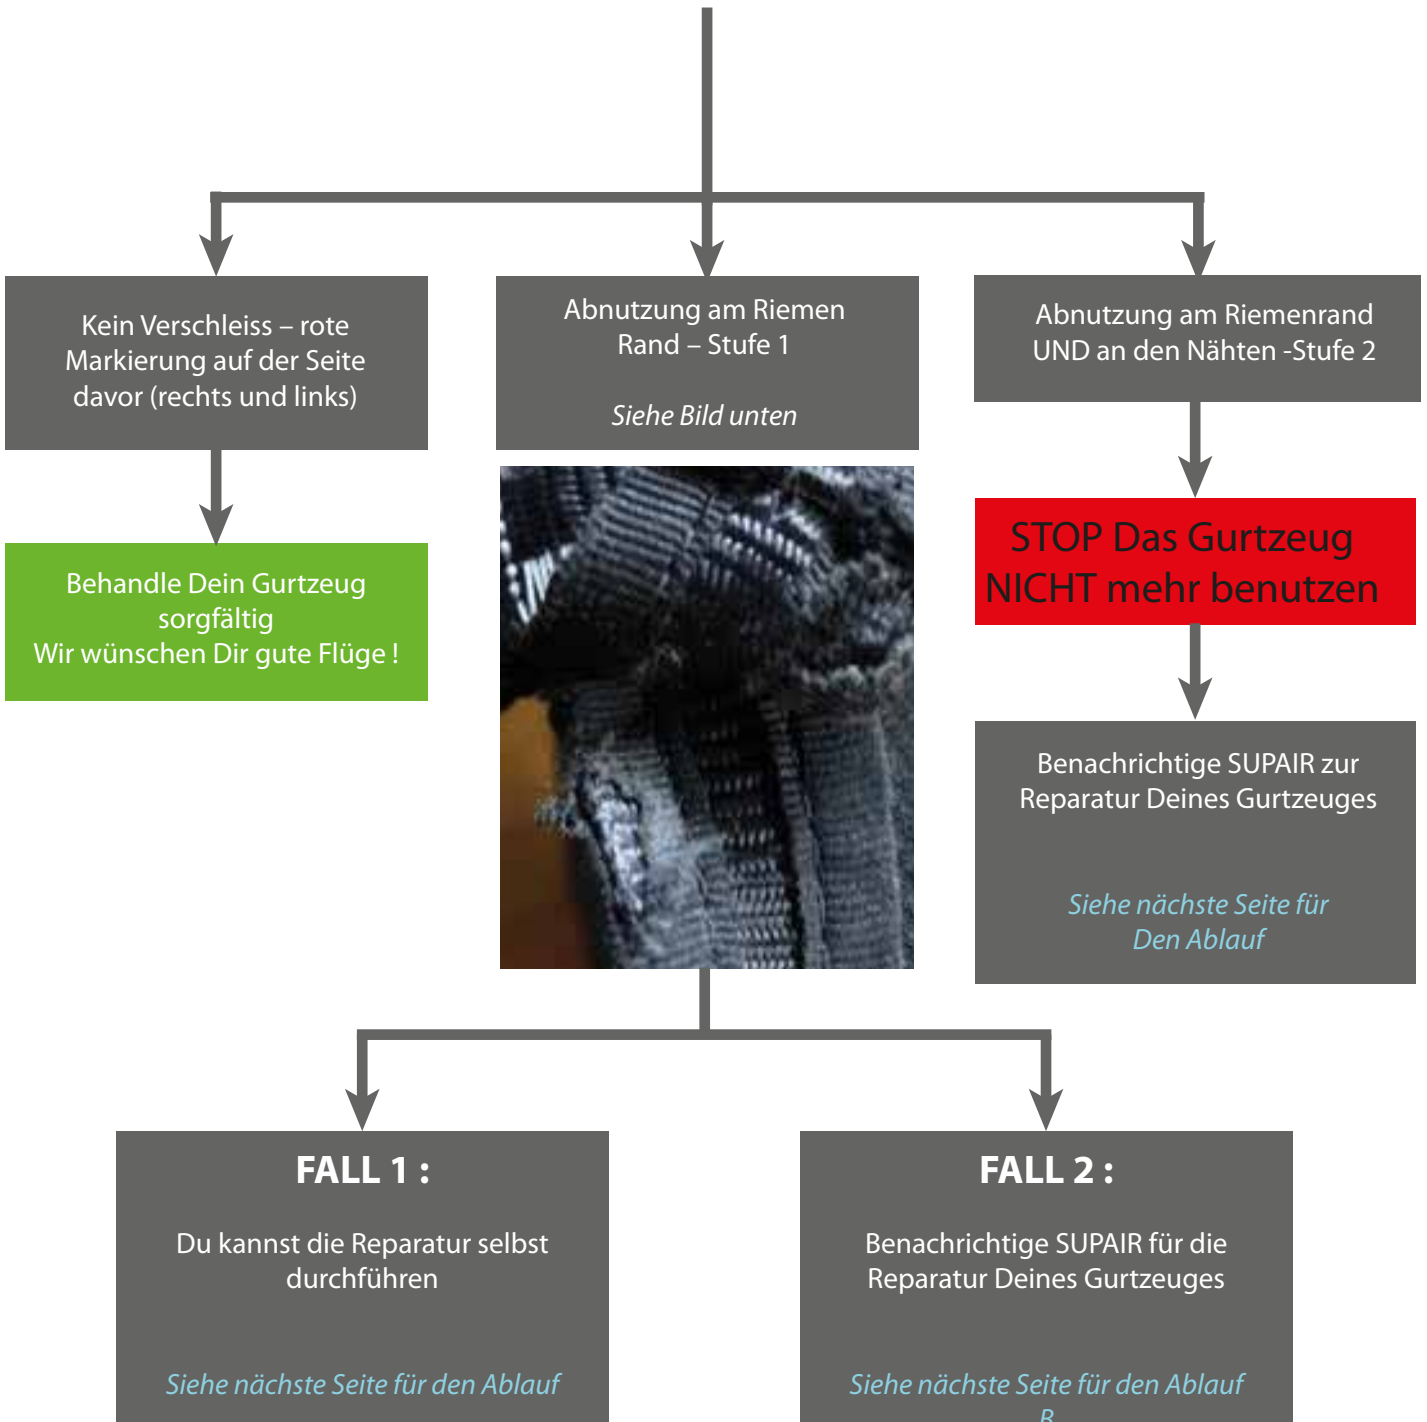 Kein Verschleiss – rote
Markierung auf der Seite
davor (rechts und links)
Behandle Dein Gurtzeug
sorgfältig
Wir wünschen Dir gute Flüge !
Abnutzung am Riemen
Rand – Stufe 1
Siehe Bild unten
Abnutzung am Riemenrand
UND an den Nähten -Stufe 2
STOP Das Gurtzeug
NICHT mehr benutzen
Benachrichtige SUPAIR zur
Reparatur Deines Gurtzeuges
Siehe nächste Seite für
Den Ablauf
FALL 1 :
Du kannst die Reparatur selbst
durchführen
Siehe nächste Seite für den Ablauf
FALL 2 :
Benachrichtige SUPAIR für die
Reparatur Deines Gurtzeuges
Siehe nächste Seite für den Ablauf